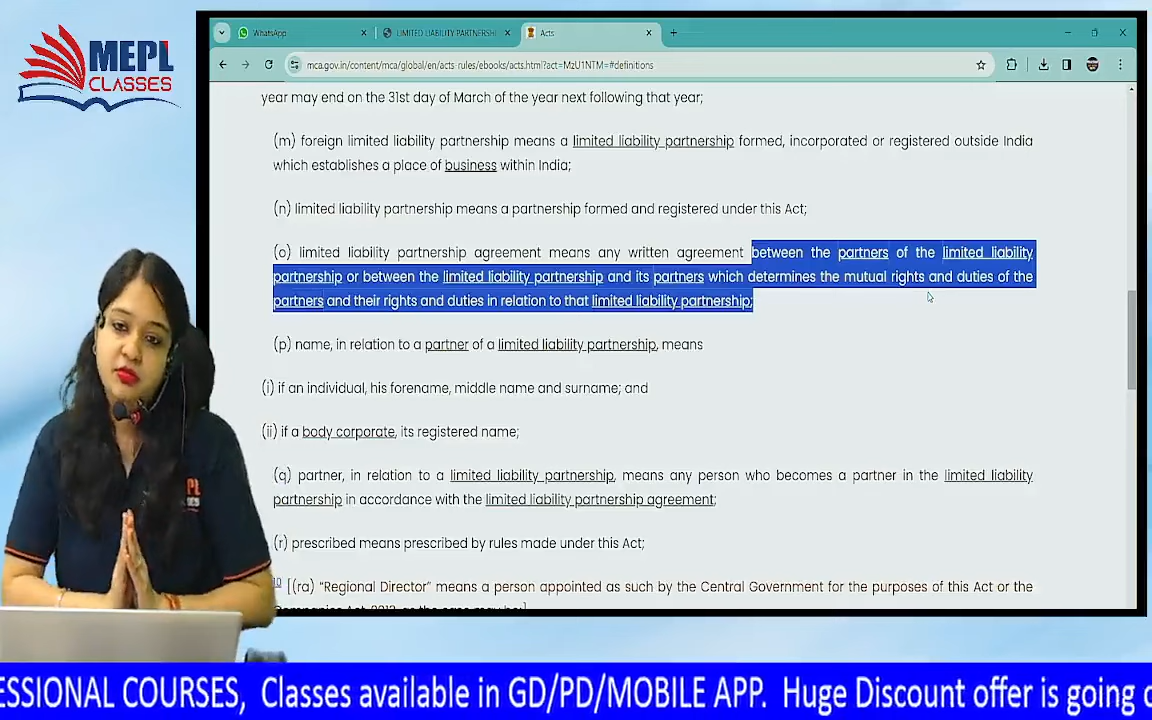 MEPL
CLASSES
WhatsApp
LIMITED LIABILITY PARTNERSHI
Acts
mca.gov.in/content/mca/global/en/acts-rules/ebooks/acts.html?act=MzU1NTM=#definitions
year may end on the 31st day of March of the year next following that year;
(m) foreign limited liability partnership means a limited liability partnership formed, incorporated or registered outside India
which establishes a place of business within India;
(n) limited liability partnership means a partnership formed and registered under this Act;
(o) limited liability partnership agreement means any written agreement between the partners of the limited liability
partnership or between the limited liability partnership and its partners which determines the mutual rights and duties of the
partners and their rights and duties in relation to that limited liability partnership;
(p) name, in relation to a partner of a limited liability partnership, means
(i) if an individual, his forename, middle name and surname; and
(ii) if a body corporate, its registered name;
(q) partner, in relation to a limited liability partnership, means any person who becomes a partner in the limited liability
partnership in accordance with the limited liability partnership agreement;
(r) prescribed means prescribed by rules made under this Act;
10 [(ra) “Regional Director” means a person appointed as such by the Central Government for the purposes of this Act or the
Companies Act, 2013, as the case may be;]
ESSIONAL COURSES, Classes available in GD/PD/MOBILE APP. Huge Discount offer is going